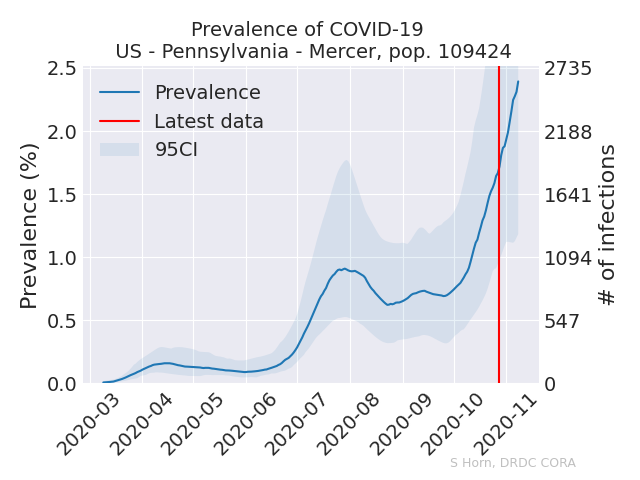 Prevalence of COVID-19
US - Pennsylvania - Mercer, pop. 109424
Prevalence (%)
2.5
2.0
1.5
1.0
0.5
0.0
Prevalence
Latest data
95CI
2735
2188
1641
1094
547
0
# of infections
2020-03
2020-04
2020-05
2020-06
2020-07
2020-08
2020-09
2020-10
2020-11
S Horn, DRDC CORA